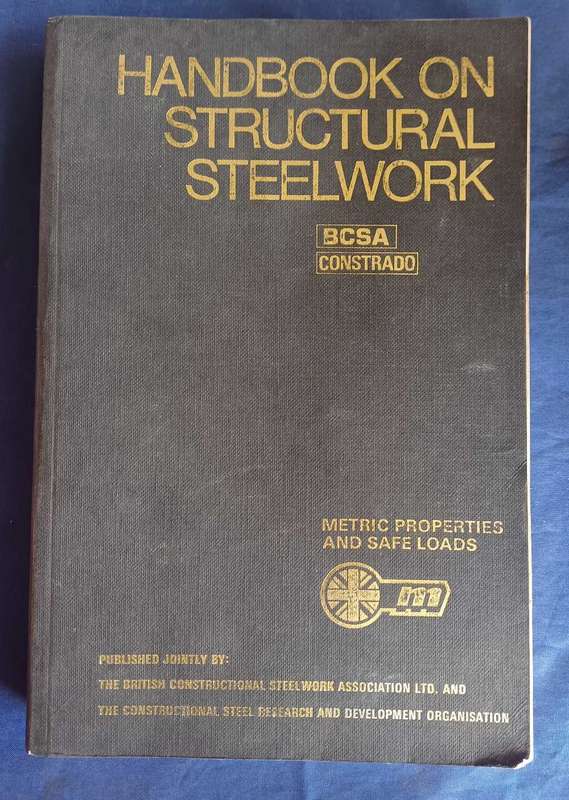 HANDBOOK ON
STRUCTURAL
STEELWORK
BCSA
CONSTRADO
METRIC PROPERTIES
AND SAFE LOADS
m
PUBLISHED JOINTLY BY:
THE BRITISH CONSTRUCTIONAL STEELWORK ASSOCIATION LTD. AND
THE CONSTRUCTIONAL STEEL RESEARCH AND DEVELOPMENT ORGANISATION